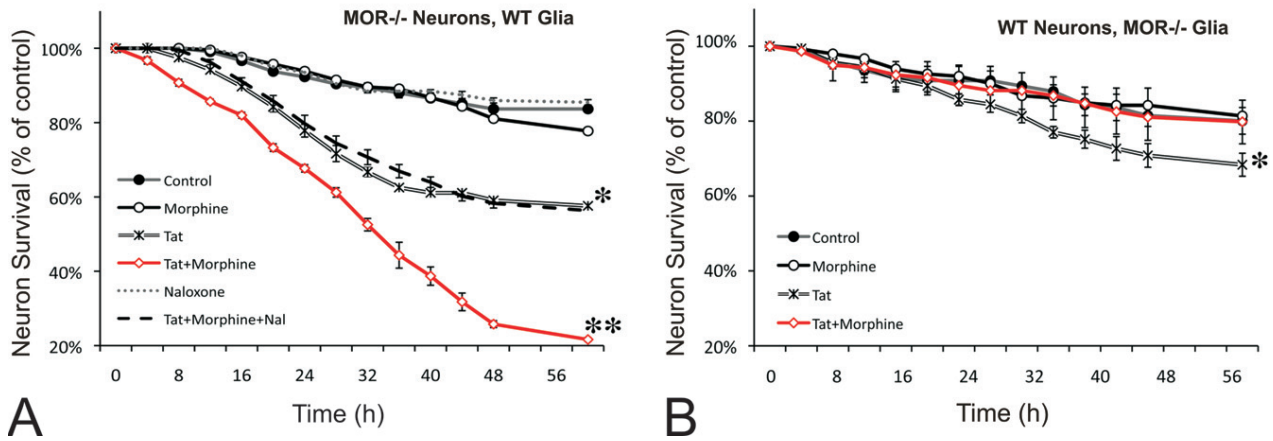 MOR-/- Neurons, WT Glia
Neuron Survival (% of control)
100%
80%
60%
40%
20%
Control
Morphine
Tat
Tat+Morphine
Naloxone
Tat+Morphine+Nal
*
**
0 8 16 24 32 40 48 56
Time (h)
A
WT Neurons, MOR-/- Glia
Neuron Survival (% of control)
100%
80%
60%
40%
20%
Control
Morphine
Tat
Tat+Morphine
*
0 8 16 24 32 40 48 56
Time (h)
B